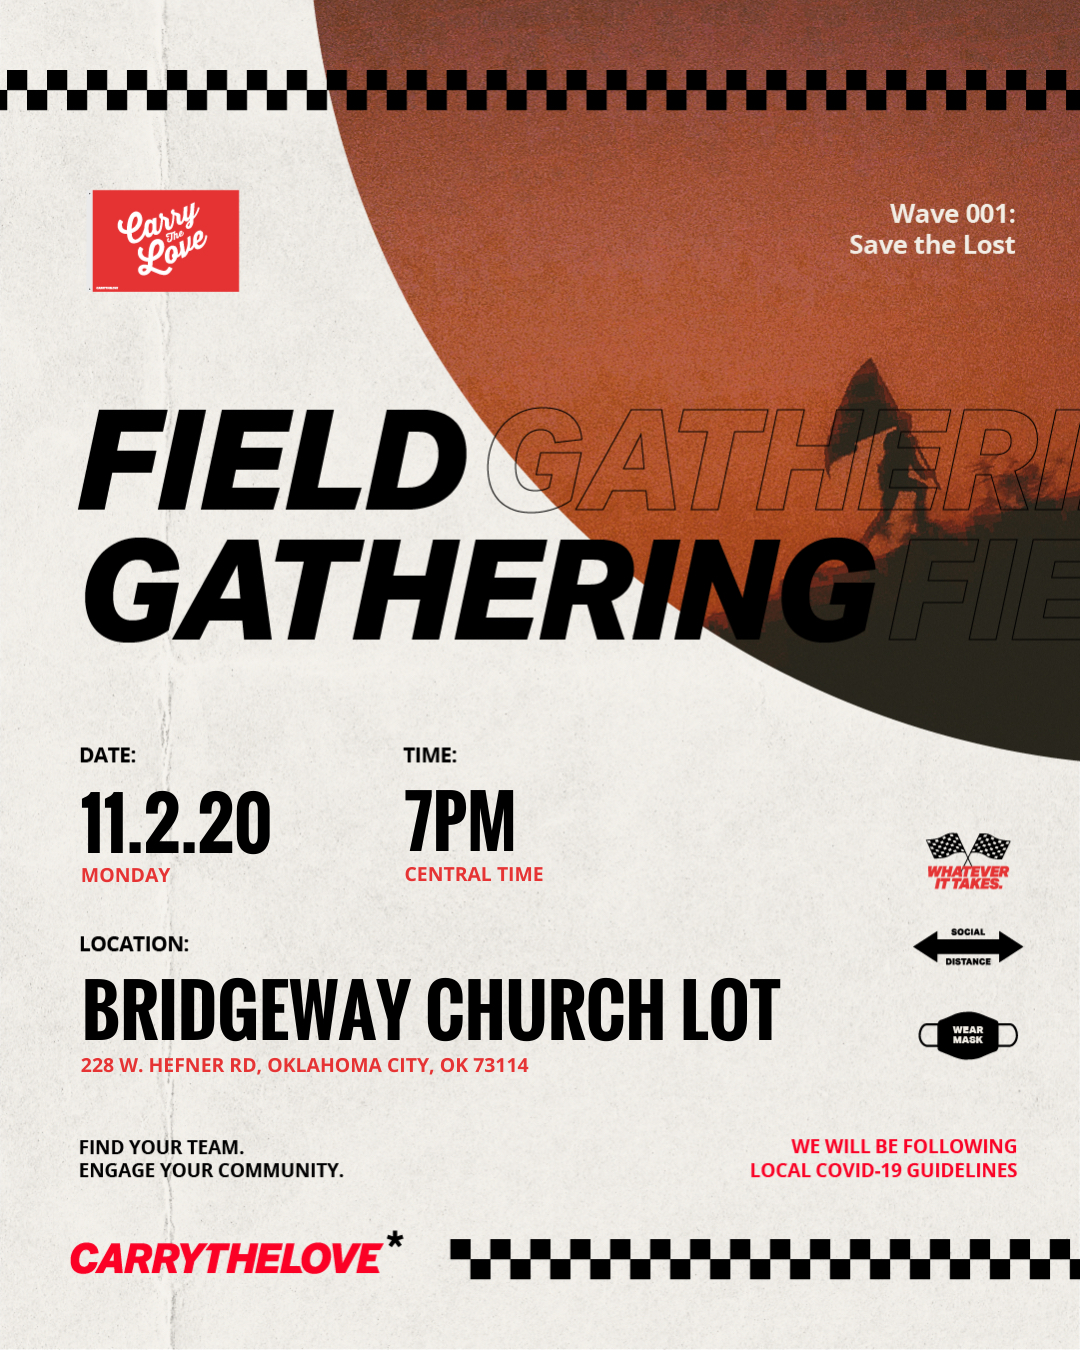 Carry
The
Love
CARRYTHELOVE
Wave 001:
Save the Lost
FIELD GATHERI
GATHERING FIE
DATE:
TIME:
11.2.20
7PM
MONDAY
CENTRAL TIME
WHATEVER
IT TAKES.
LOCATION:
SOCIAL
DISTANCE
BRIDGEWAY CHURCH LOT
WEAR
MASK
228 W. HEFNER RD, OKLAHOMA CITY, OK 73114
FIND YOUR TEAM.
ENGAGE YOUR COMMUNITY.
WE WILL BE FOLLOWING
LOCAL COVID-19 GUIDELINES
CARRYTHELOVE*